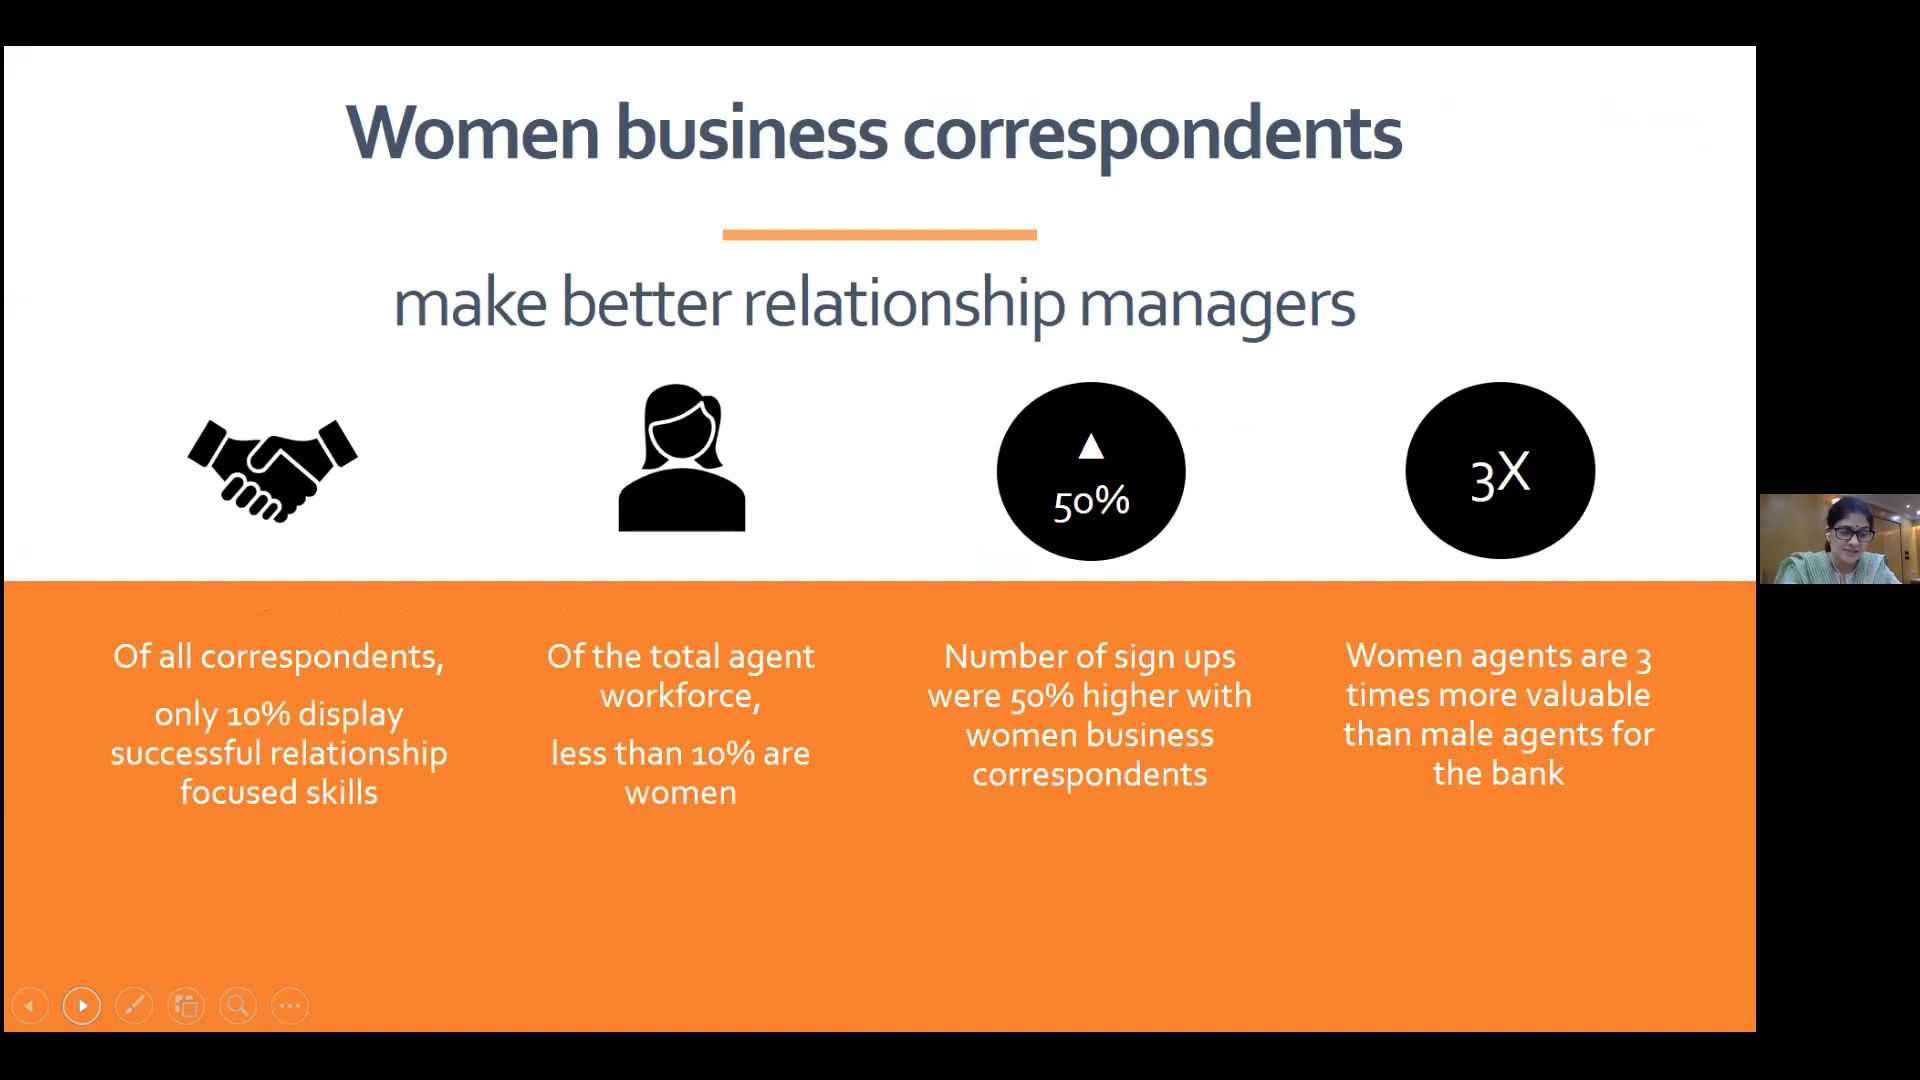 Women business correspondents
make better relationship managers
50%
3X
Of all correspondents,
only 10% display
successful relationship
focused skills
Of the total agent
workforce,
less than 10% are
women
Number of sign ups
were 50% higher with
women business
correspondents
Women agents are 3
times more valuable
than male agents for
the bank